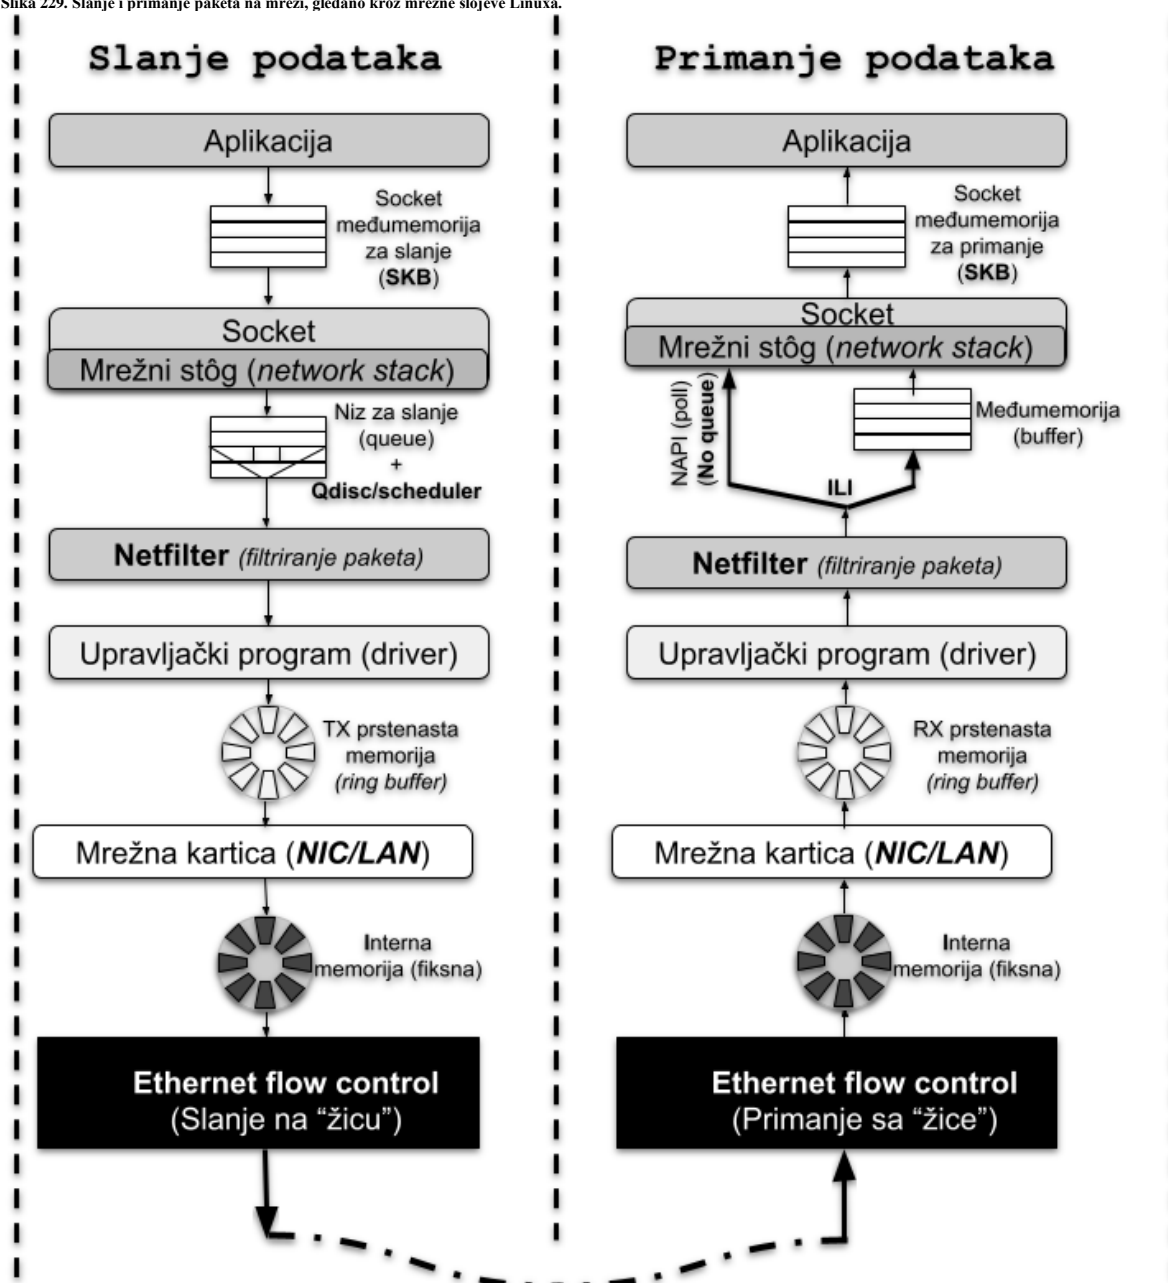 Slika 229. Slanje i primanje paketa na mreži, gledano kroz mrežne slojeve Linuxa.
Slanje podataka
Aplikacija
Socket
međumemorija
za slanje
(SKB)
Socket
Mrežni stôg (network stack)
Niz za slanje
(queue)
+
Qdisc/scheduler
Netfilter (filtriranje paketa)
Upravljački program (driver)
TX prstenasta
memorija
(ring buffer)
Mrežna kartica (NIC/LAN)
Interna
memorija (fiksna)
Ethernet flow control
(Slanje na “žicu”)
Primanje podataka
Aplikacija
Socket
međumemorija
za primanje
(SKB)
Socket
Mrežni stôg (network stack)
NAPI (poll)
(No queue)
Međumemorija
(buffer)
ILI
Netfilter (filtriranje paketa)
Upravljački program (driver)
RX prstenasta
memorija
(ring buffer)
Mrežna kartica (NIC/LAN)
Interna
memorija (fiksna)
Ethernet flow control
(Primanje sa “žice”)